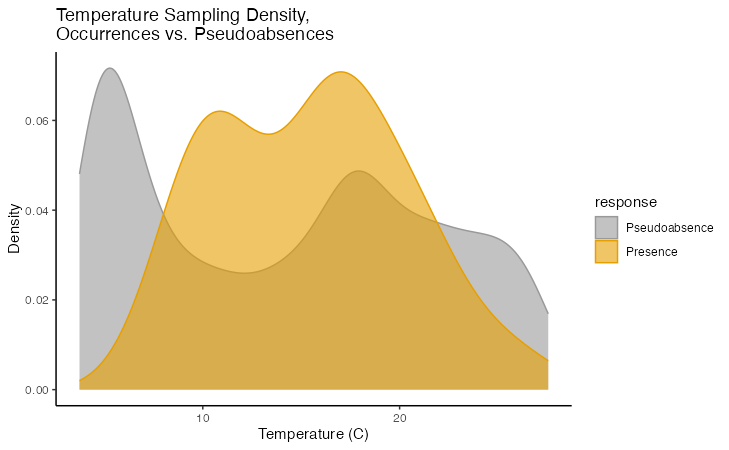 Temperature Sampling Density,
Occurrences vs. Pseudoabsences
Density
0.06
0.04
0.02
0.00
10
20
Temperature (C)
response
Pseudoabsence
Presence